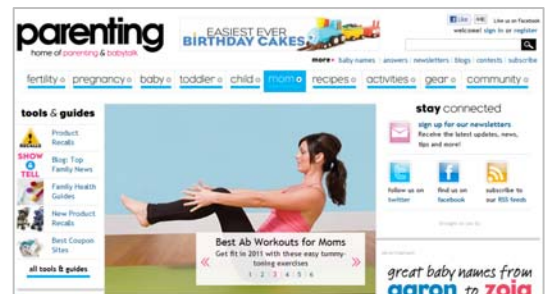 parenting
home of parenting & babytalk
EASIEST EVER
BIRTHDAY CAKES
Like
Like us on Facebook
welcome! sign in or register
more baby names | answers | newsletters | blogs | contests | subscribe
fertility pregnancy baby toddler child mom recipes activities gear community
tools & guides
RECALLS
Product
Recalls
SHOW
&
TELL
Blog: Top
Family News
Family Health
Guides
New Product
Recalls
Best Coupon
Sites
all tools & guides
Best Ab Workouts for Moms
Get fit in 2011 with these easy tummy-
toning exercises
« »
1 2 3 4 5 6
stay connected
sign up for our newsletters
Receive the latest updates, news,
tips and more!
follow us on
twitter
find us on
facebook
subscribe to
our RSS feeds
great baby names from
aaron to zoia